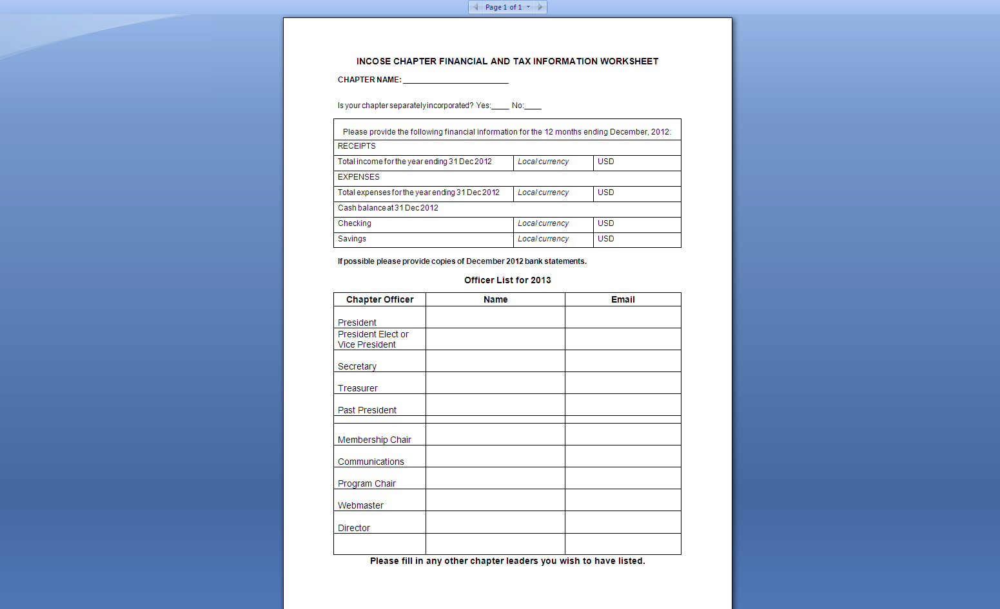 Page 1 of 1
INCOSE CHAPTER FINANCIAL AND TAX INFORMATION WORKSHEET
CHAPTER NAME: ________________________
Is your chapter separately incorporated? Yes:____ No:____
Please provide the following financial information for the 12 months ending December, 2012:
RECEIPTS
Total income for the year ending 31 Dec 2012 Local currency USD
EXPENSES
Total expenses for the year ending 31 Dec 2012 Local currency USD
Cash balance at 31 Dec 2012
Checking Local currency USD
Savings Local currency USD
If possible please provide copies of December 2012 bank statements.
Officer List for 2013
Chapter Officer Name Email
President
President Elect or
Vice President
Secretary
Treasurer
Past President
Membership Chair
Communications
Program Chair
Webmaster
Director
Please fill in any other chapter leaders you wish to have listed.